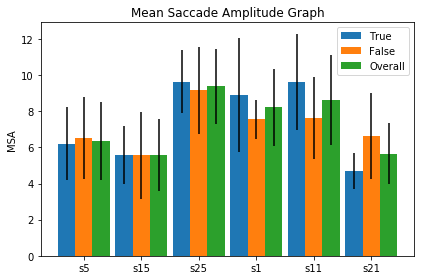 Mean Saccade Amplitude Graph
True
False
Overall
MSA
12
10
8
6
4
2
0
s5 s15 s25 s1 s11 s21